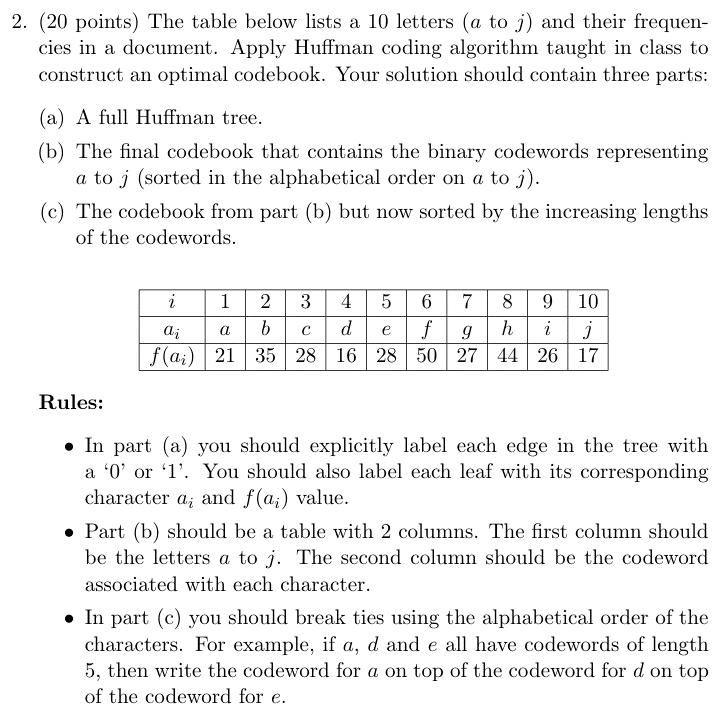 2. (20 points) The table below lists a 10 letters (a to j) and their frequen-
cies in a document. Apply Huffman coding algorithm taught in class to
construct an optimal codebook. Your solution should contain three parts:
(a) A full Huffman tree.
(b) The final codebook that contains the binary codewords representing
a to j (sorted in the alphabetical order on a to j).
(c) The codebook from part (b) but now sorted by the increasing lengths
of the codewords.
i 1 2 3 4 5 6 7 8 9 10
a_i a b c d e f g h i j
f(a_i) 21 35 28 16 28 50 27 44 26 17
Rules:
• In part (a) you should explicitly label each edge in the tree with
a ‘0’ or ‘1’. You should also label each leaf with its corresponding
character a_i and f(a_i) value.
• Part (b) should be a table with 2 columns. The first column should
be the letters a to j. The second column should be the codeword
associated with each character.
• In part (c) you should break ties using the alphabetical order of the
characters. For example, if a, d and e all have codewords of length
5, then write the codeword for a on top of the codeword for d on top
of the codeword for e.